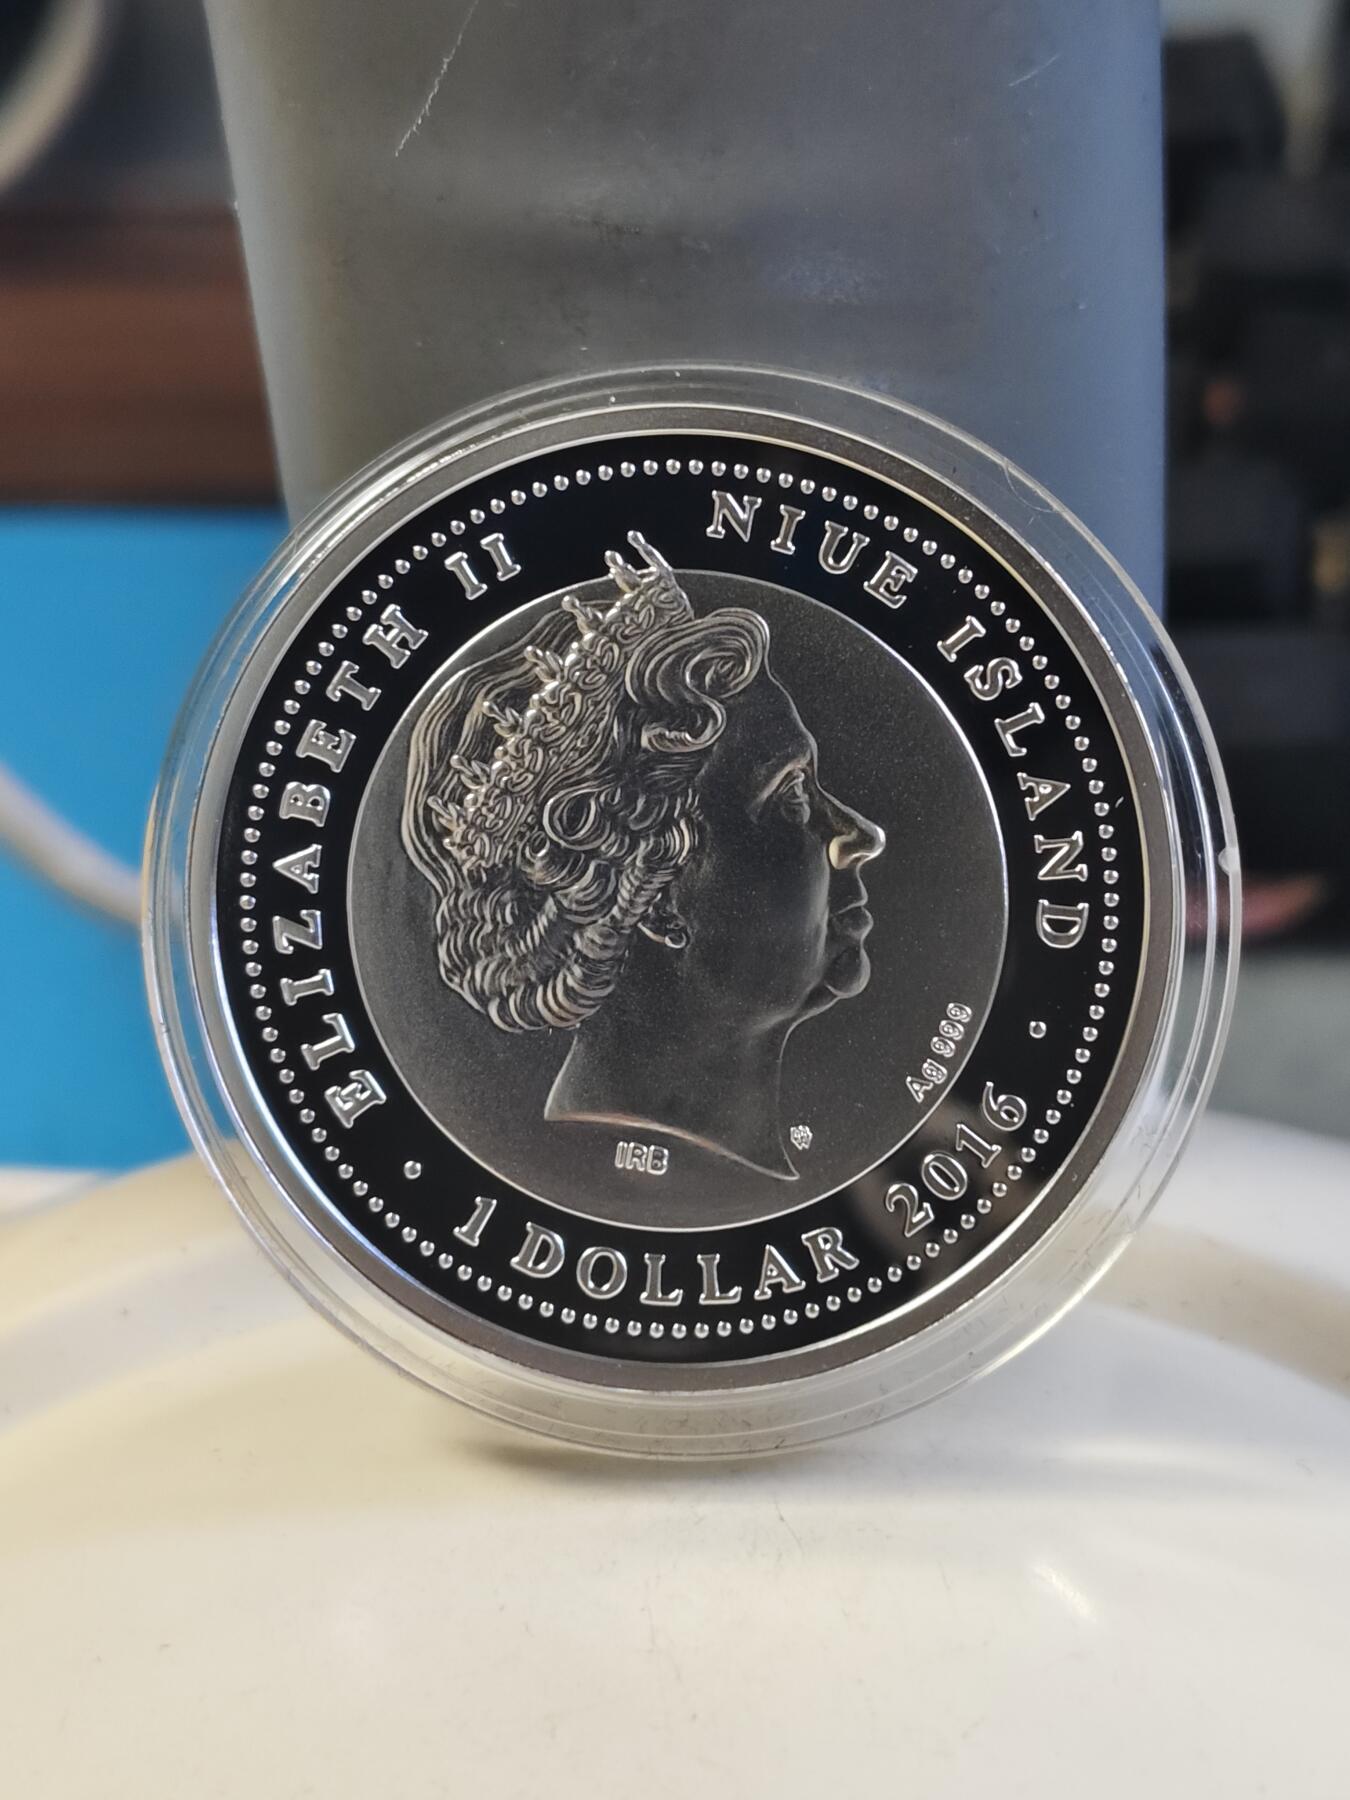 ELIZABETH II NIUE ISLAND
• 1 DOLLAR 2016 •
IRB
Ag 999